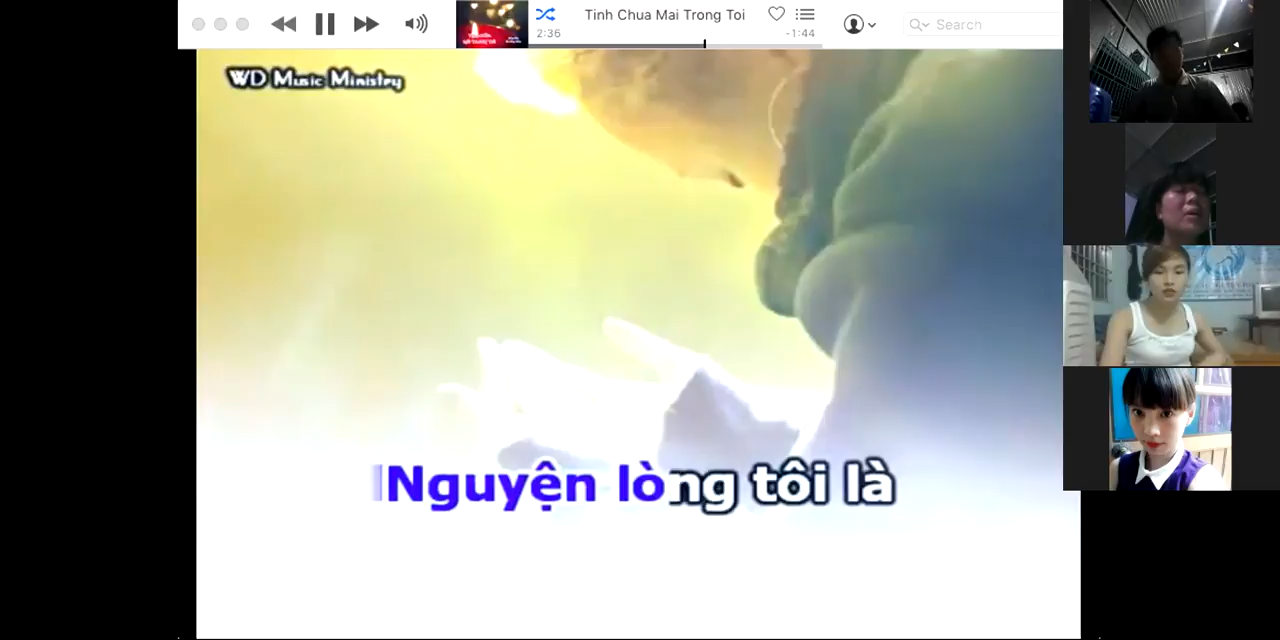 Tinh Chua Mai Trong Toi
2:36
-1:44
Search
WD Music Ministry
Nguyện lòng tôi là